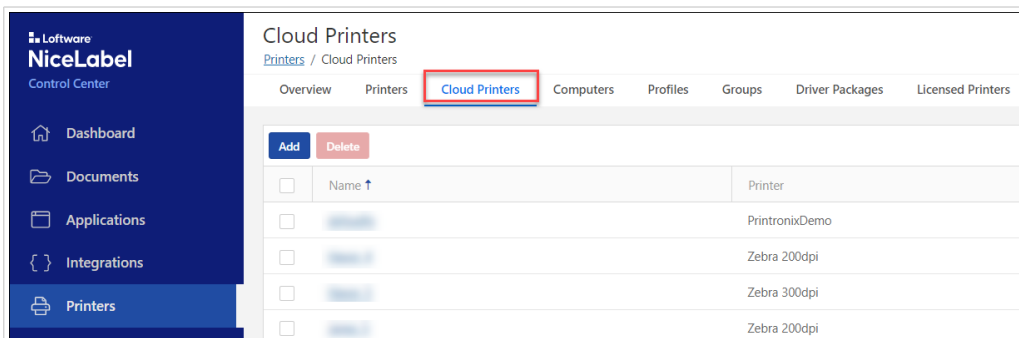 Loftware
NiceLabel
Control Center
Dashboard
Documents
Applications
Integrations
Printers
Cloud Printers
Printers / Cloud Printers
Overview Printers Cloud Printers Computers Profiles Groups Driver Packages Licensed Printers
Add Delete
Name ↑ Printer
PrintronixDemo
Zebra 200dpi
Zebra 300dpi
Zebra 200dpi